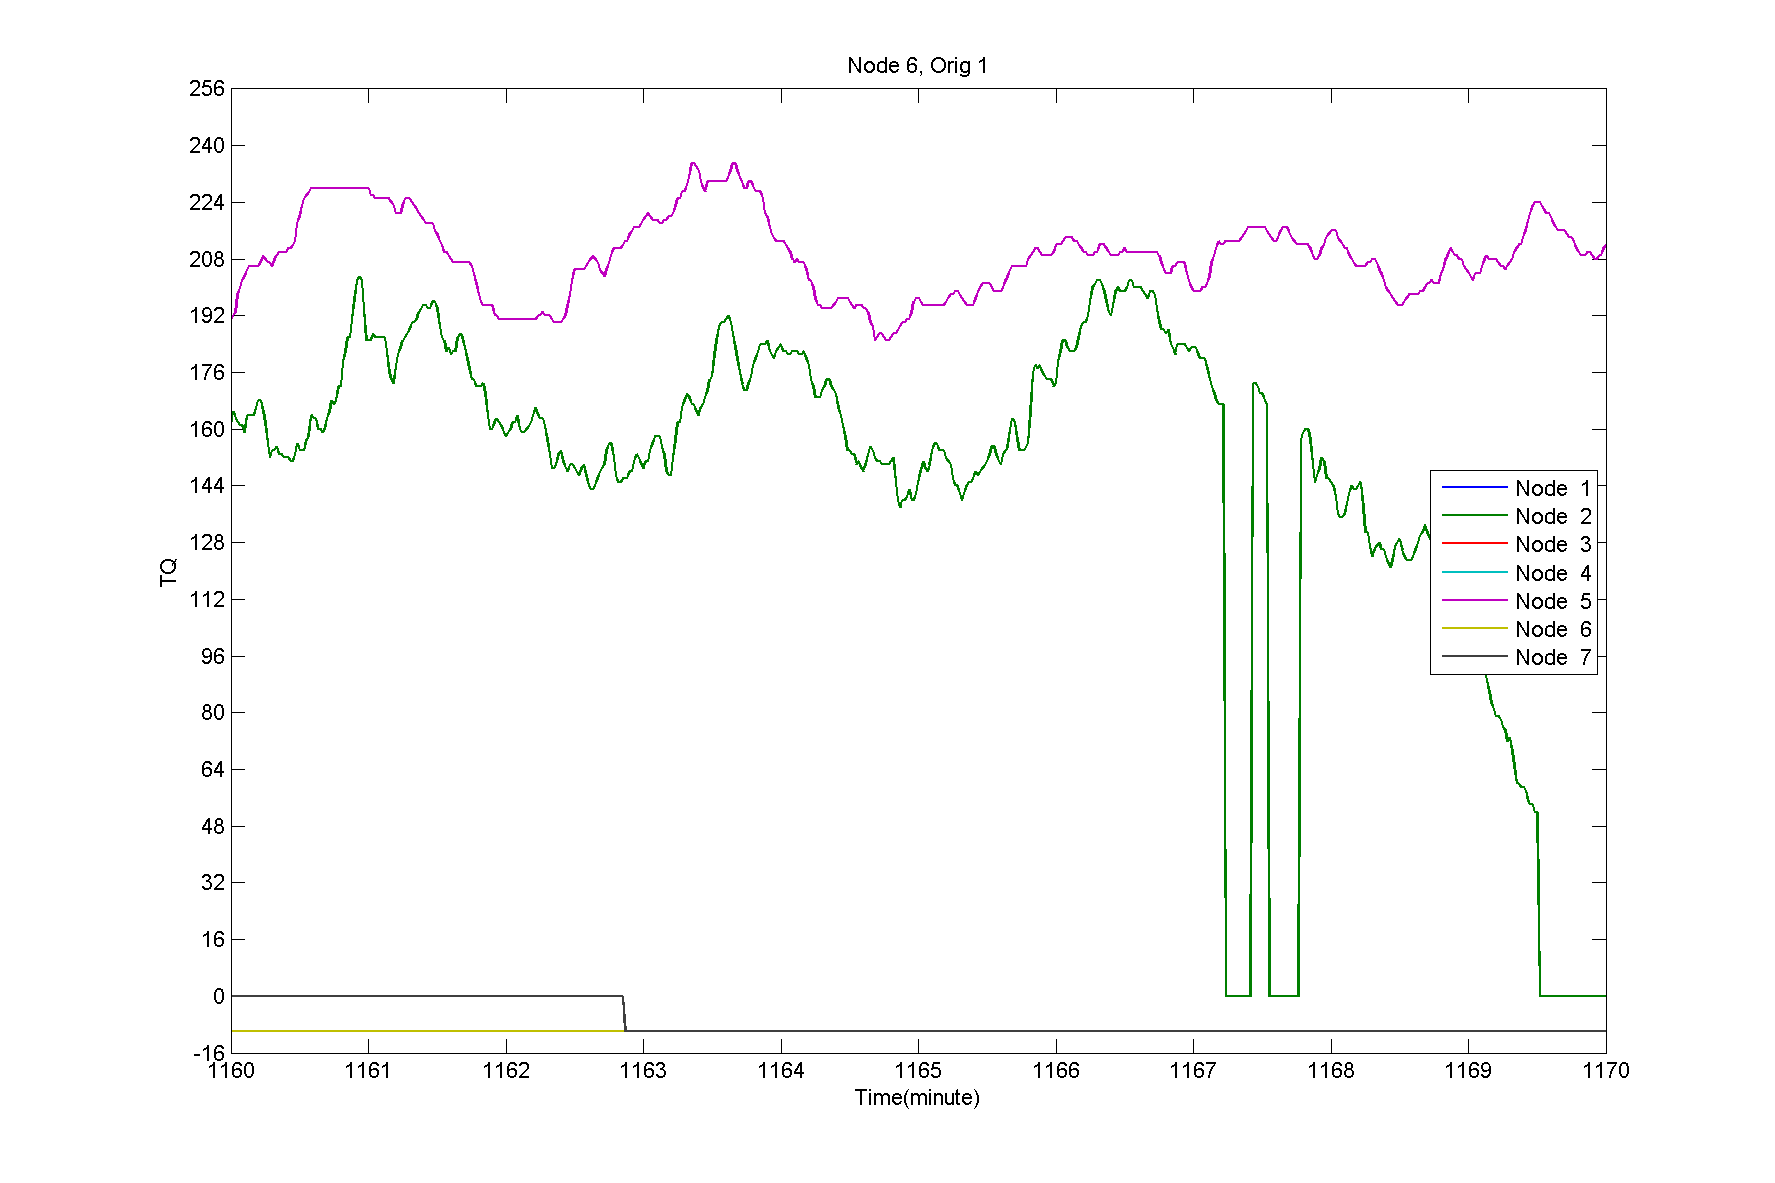 Node 6, Orig 1
256
240
224
208
192
176
160
144
128
112
96
80
64
48
32
16
0
-16
TQ
Node 1
Node 2
Node 3
Node 4
Node 5
Node 6
Node 7
1160 1161 1162 1163 1164 1165 1166 1167 1168 1169 1170
Time(minute)